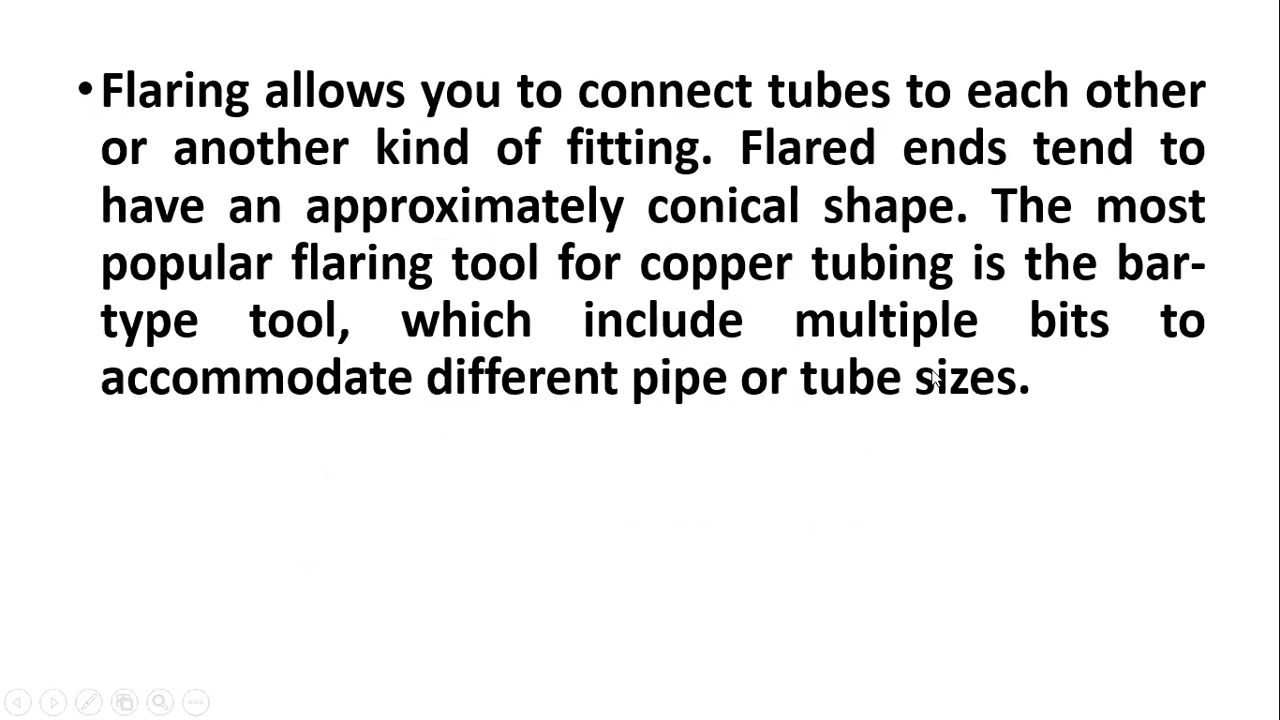 • Flaring allows you to connect tubes to each other
or another kind of fitting. Flared ends tend to
have an approximately conical shape. The most
popular flaring tool for copper tubing is the bar-
type tool, which include multiple bits to
accommodate different pipe or tube sizes.